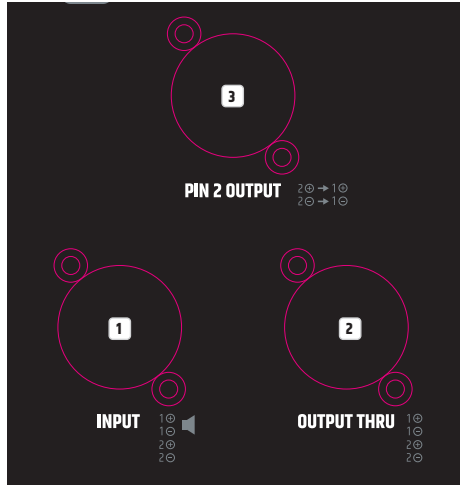 3
PIN 2 OUTPUT
2⊕ → 1⊕
2⊖ → 1⊖
1
2
INPUT
1⊕
1⊖
2⊕
2⊖
OUTPUT THRU
1⊕
1⊖
2⊕
2⊖